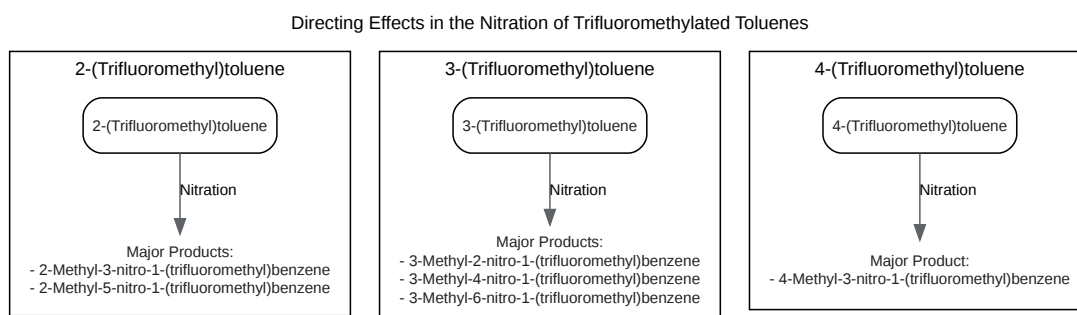 Directing Effects in the Nitration of Trifluoromethylated Toluenes
2-(Trifluoromethyl)toluene
2-(Trifluoromethyl)toluene
Nitration
Major Products:
- 2-Methyl-3-nitro-1-(trifluoromethyl)benzene
- 2-Methyl-5-nitro-1-(trifluoromethyl)benzene
3-(Trifluoromethyl)toluene
3-(Trifluoromethyl)toluene
Nitration
Major Products:
- 3-Methyl-2-nitro-1-(trifluoromethyl)benzene
- 3-Methyl-4-nitro-1-(trifluoromethyl)benzene
- 3-Methyl-6-nitro-1-(trifluoromethyl)benzene
4-(Trifluoromethyl)toluene
4-(Trifluoromethyl)toluene
Nitration
Major Product:
- 4-Methyl-3-nitro-1-(trifluoromethyl)benzene